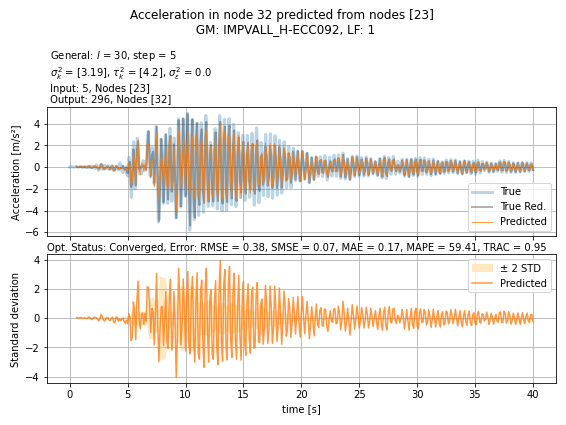 Acceleration in node 32 predicted from nodes [23]
GM: IMPVALL_H-ECC092, LF: 1
General: l = 30, step = 5
σ²ₖ = [3.19], τ²ₖ = [4.2], σ²ε = 0.0
Input: 5, Nodes [23]
Output: 296, Nodes [32]
Acceleration [m/s²]
4
2
0
−2
−4
−6
True
True Red.
Predicted
Opt. Status: Converged, Error: RMSE = 0.38, SMSE = 0.07, MAE = 0.17, MAPE = 59.41, TRAC = 0.95
Standard deviation
4
2
0
−2
−4
± 2 STD
Predicted
0 5 10 15 20 25 30 35 40
time [s]